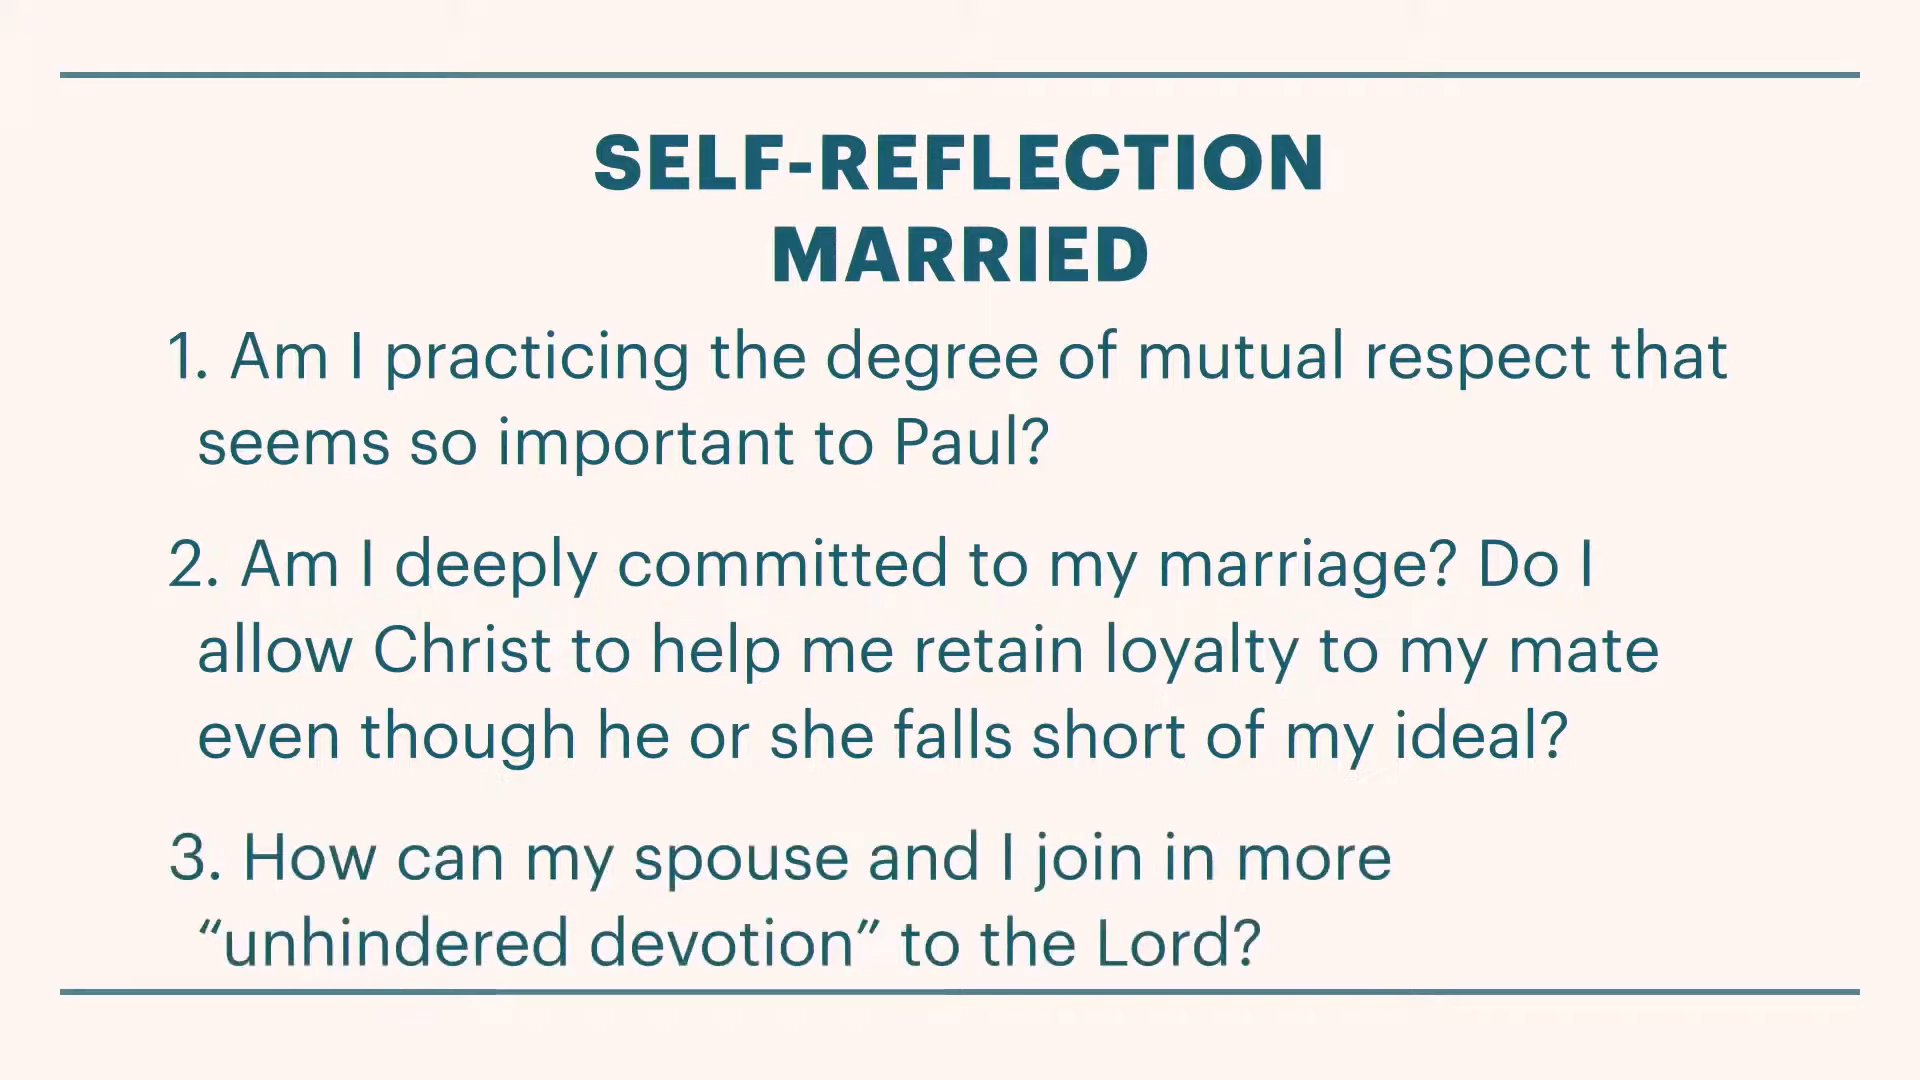 SELF-REFLECTION
MARRIED
1. Am I practicing the degree of mutual respect that
seems so important to Paul?
2. Am I deeply committed to my marriage? Do I
allow Christ to help me retain loyalty to my mate
even though he or she falls short of my ideal?
3. How can my spouse and I join in more
“unhindered devotion” to the Lord?